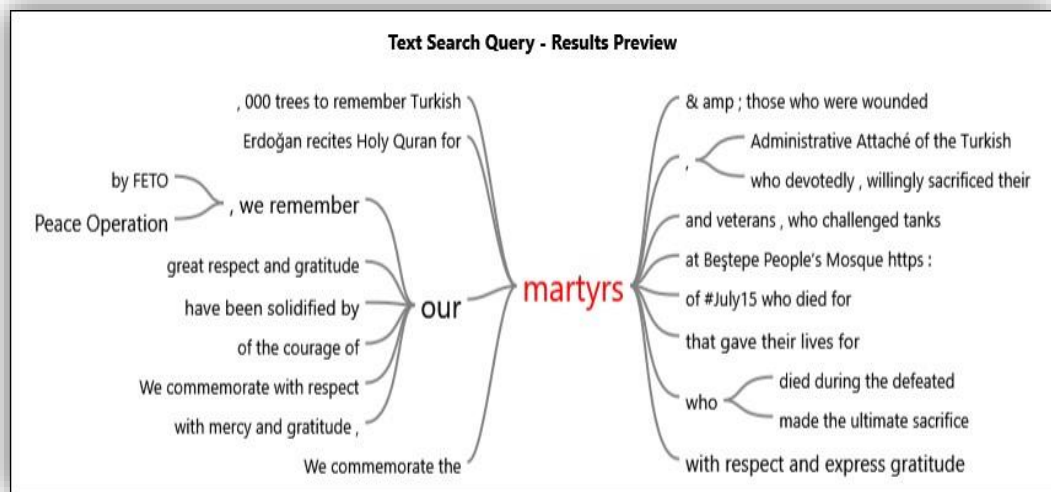 Text Search Query - Results Preview
, 000 trees to remember Turkish
Erdoğan recites Holy Quran for
by FETO
Peace Operation
, we remember
great respect and gratitude
have been solidified by
of the courage of
We commemorate with respect
with mercy and gratitude ,
our
We commemorate the
martyrs
& amp ; those who were wounded
,
Administrative Attaché of the Turkish
who devotedly , willingly sacrificed their
and veterans , who challenged tanks
at Beştepe People's Mosque https :
of #July15 who died for
that gave their lives for
who
died during the defeated
made the ultimate sacrifice
with respect and express gratitude